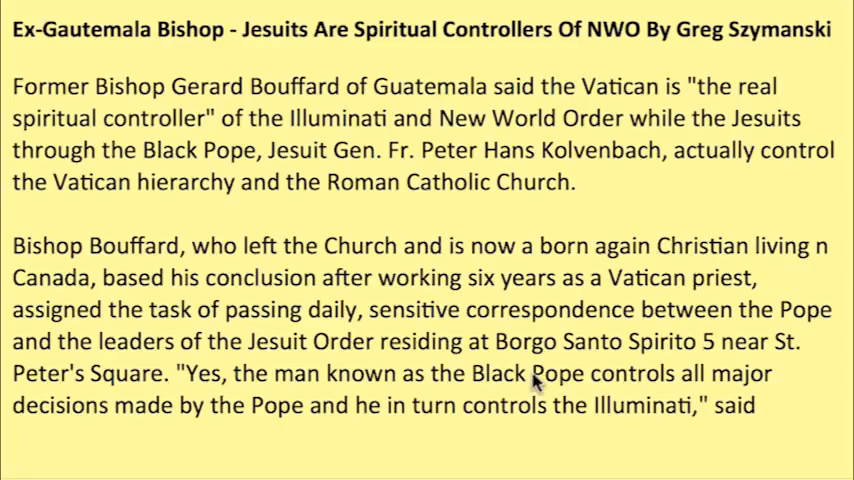 Ex-Gautemala Bishop - Jesuits Are Spiritual Controllers Of NWO By Greg Szymanski
Former Bishop Gerard Bouffard of Guatemala said the Vatican is "the real
spiritual controller" of the Illuminati and New World Order while the Jesuits
through the Black Pope, Jesuit Gen. Fr. Peter Hans Kolvenbach, actually control
the Vatican hierarchy and the Roman Catholic Church.
Bishop Bouffard, who left the Church and is now a born again Christian living n
Canada, based his conclusion after working six years as a Vatican priest,
assigned the task of passing daily, sensitive correspondence between the Pope
and the leaders of the Jesuit Order residing at Borgo Santo Spirito 5 near St.
Peter's Square. "Yes, the man known as the Black Pope controls all major
decisions made by the Pope and he in turn controls the Illuminati," said